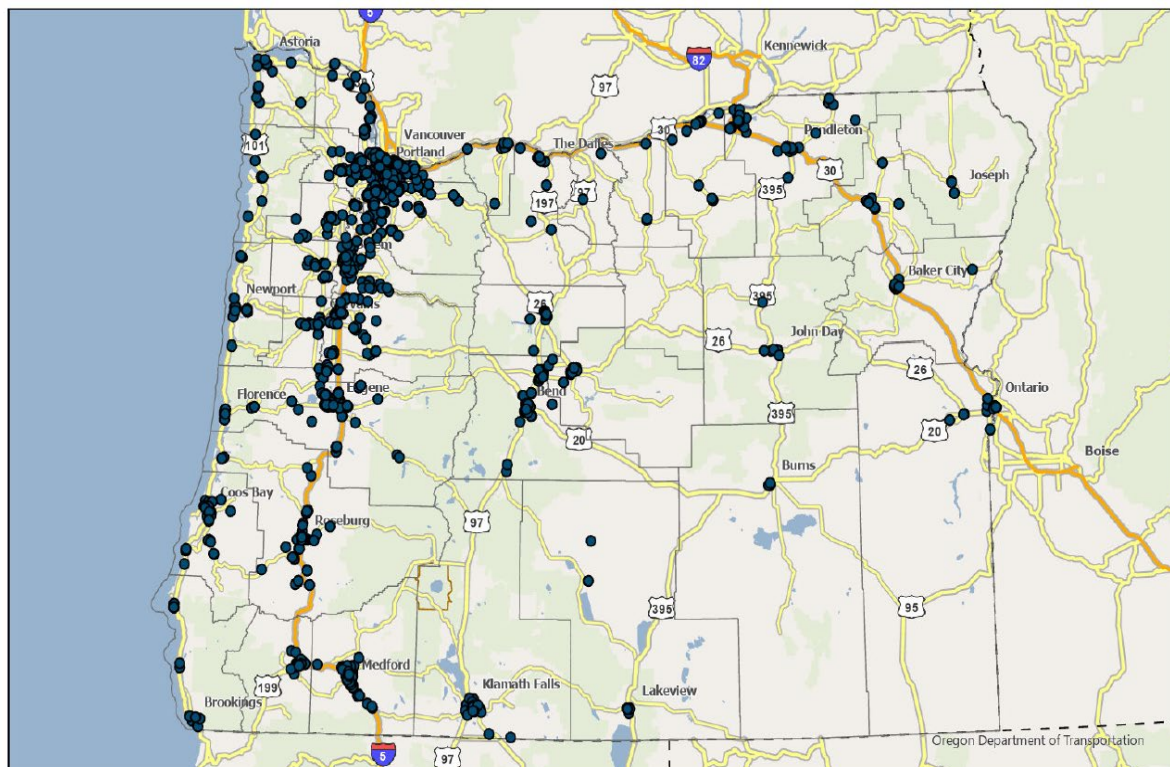 5
Astoria
Kennewick
82
97
Vancouver
Portland
30
The Dalles
Pendleton
101
30
Joseph
395
97
197
Baker City
Newport
26
395
John Day
26
26
Ontario
Florence
Eugene
Bend
395
20
20
Boise
Burns
Coos Bay
Roseburg
97
395
95
Medford
199
Klamath Falls
Lakeview
Brookings
Oregon Department of Transportation
5
97